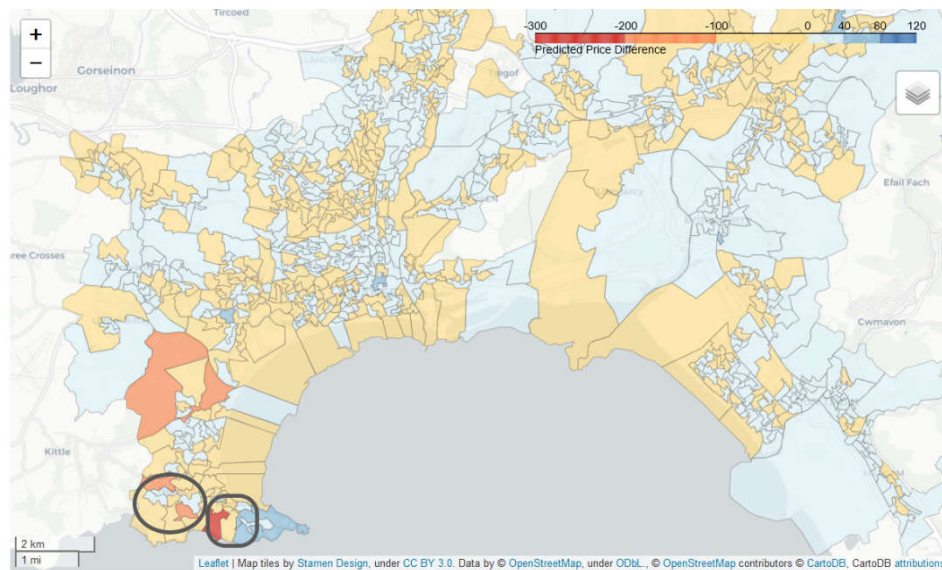 Tircoed
-300 -200 -100 0 40 80 120
Predicted Price Difference
+
−
Gorseinon
Loughor
Efail Fach
ree Crosses
Cwmavon
Kittle
2 km
1 mi
Leaflet | Map tiles by Stamen Design, under CC BY 3.0. Data by © OpenStreetMap, under ODbL., © OpenStreetMap contributors © CartoDB, CartoDB attributions